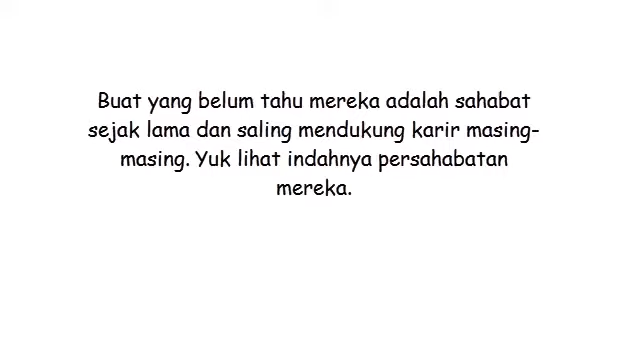 Buat yang belum tahu mereka adalah sahabat
sejak lama dan saling mendukung karir masing-
masing. Yuk lihat indahnya persahabatan
mereka.